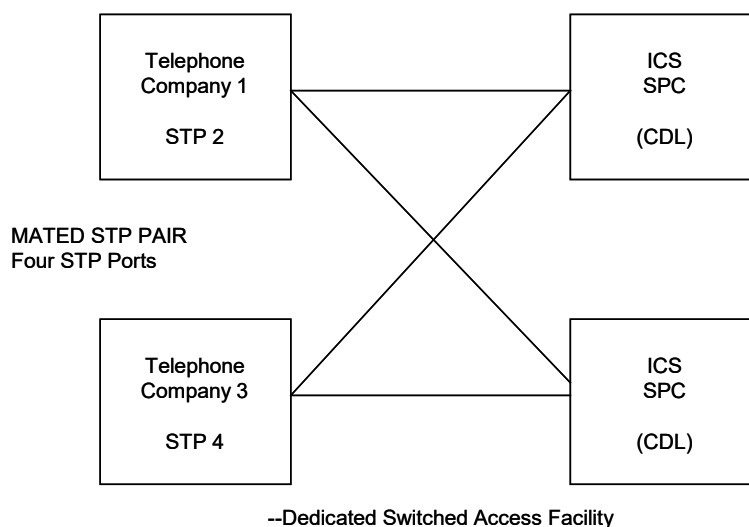 Telephone
Company 1
STP 2
ICS
SPC
(CDL)
MATED STP PAIR
Four STP Ports
Telephone
Company 3
STP 4
ICS
SPC
(CDL)
--Dedicated Switched Access Facility